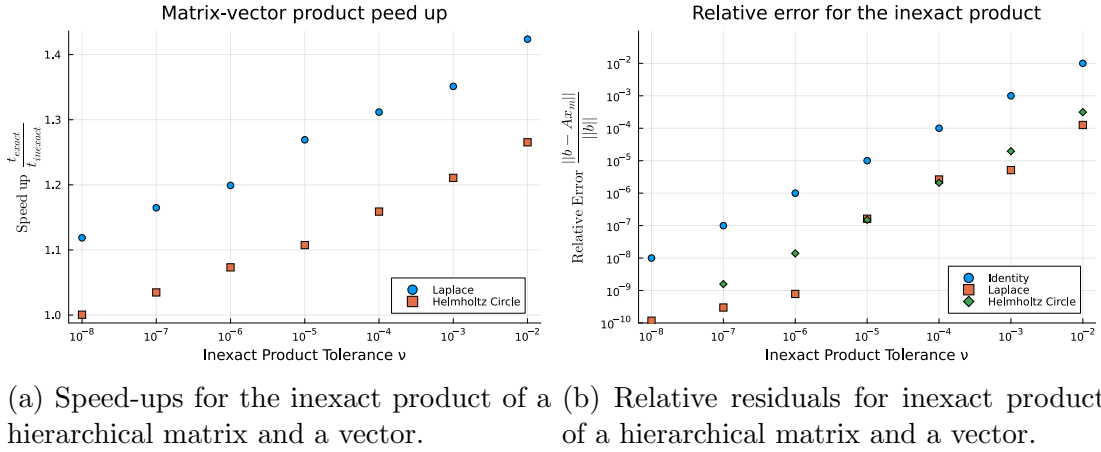 Matrix-vector product peed up
Speed up t_exact / t_inexact
1.4
1.3
1.2
1.1
1.0
10^-8
10^-7
10^-6
10^-5
10^-4
10^-3
10^-2
Inexact Product Tolerance ν
Laplace
Helmholtz Circle
Relative error for the inexact product
Relative Error ||b − Ax_m|| / ||b||
10^-2
10^-3
10^-4
10^-5
10^-6
10^-7
10^-8
10^-9
10^-10
10^-8
10^-7
10^-6
10^-5
10^-4
10^-3
10^-2
Inexact Product Tolerance ν
Identity
Laplace
Helmholtz Circle
(a) Speed-ups for the inexact product of a
hierarchical matrix and a vector.
(b) Relative residuals for inexact product
of a hierarchical matrix and a vector.